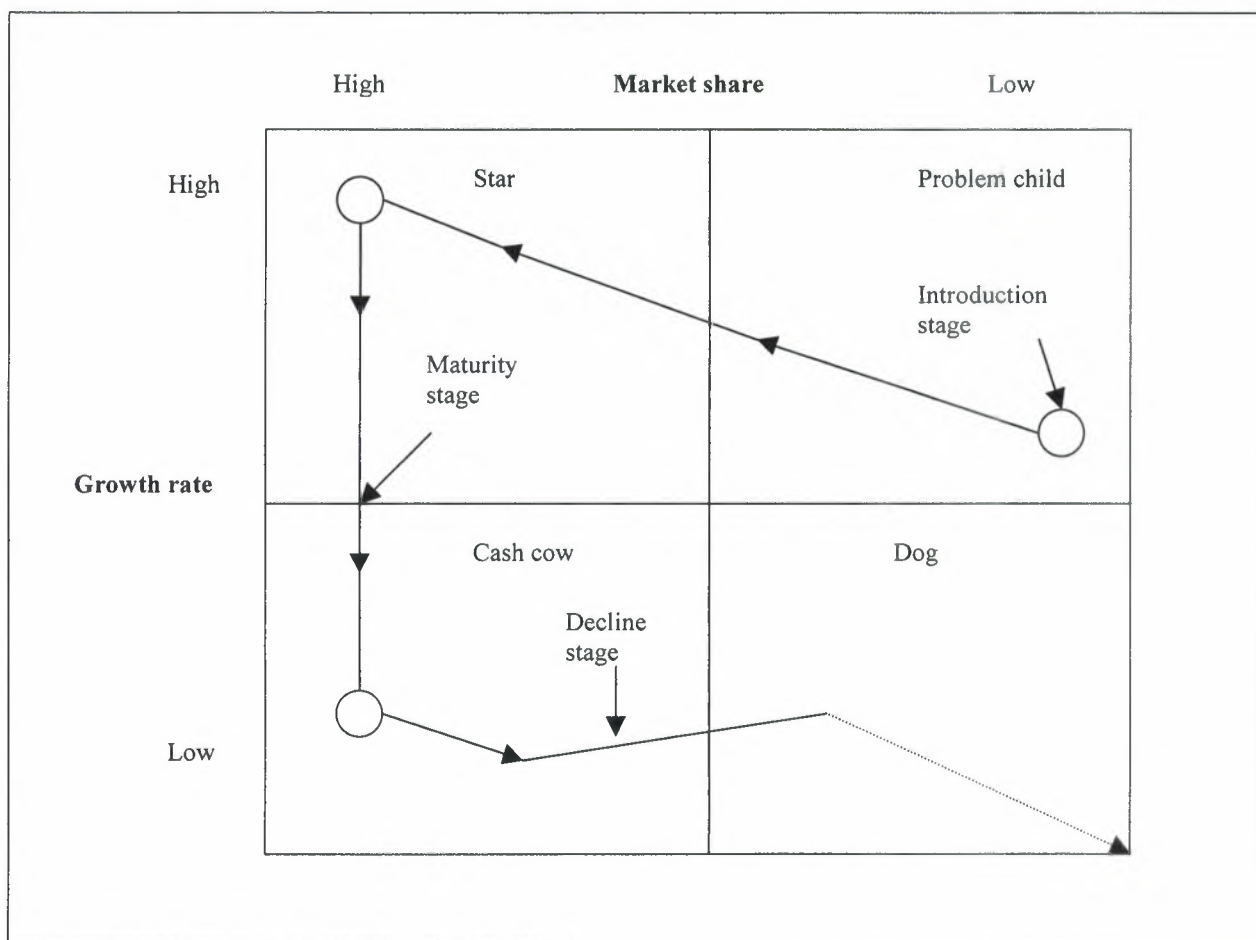 High Market share Low
High Star Problem child
Introduction
stage
Maturity
stage
Growth rate
Cash cow Dog
Decline
stage
Low